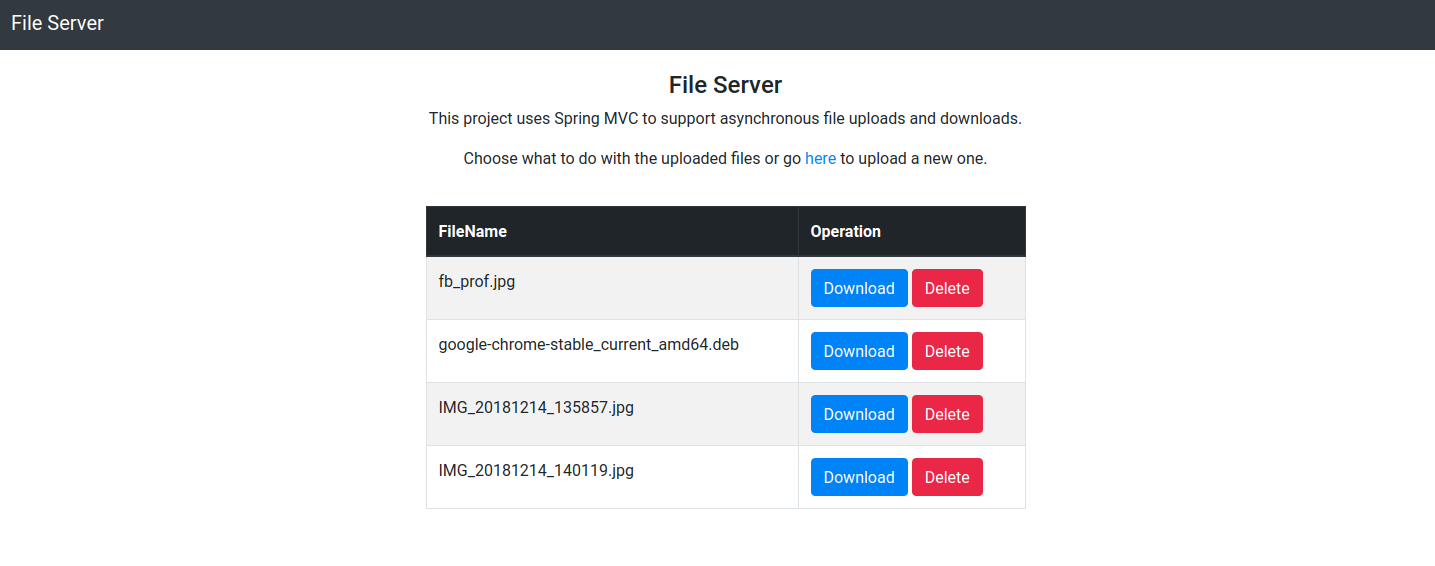 File Server
File Server
This project uses Spring MVC to support asynchronous file uploads and downloads.
Choose what to do with the uploaded files or go here to upload a new one.
FileName Operation
fb_prof.jpg Download Delete
google-chrome-stable_current_amd64.deb Download Delete
IMG_20181214_135857.jpg Download Delete
IMG_20181214_140119.jpg Download Delete